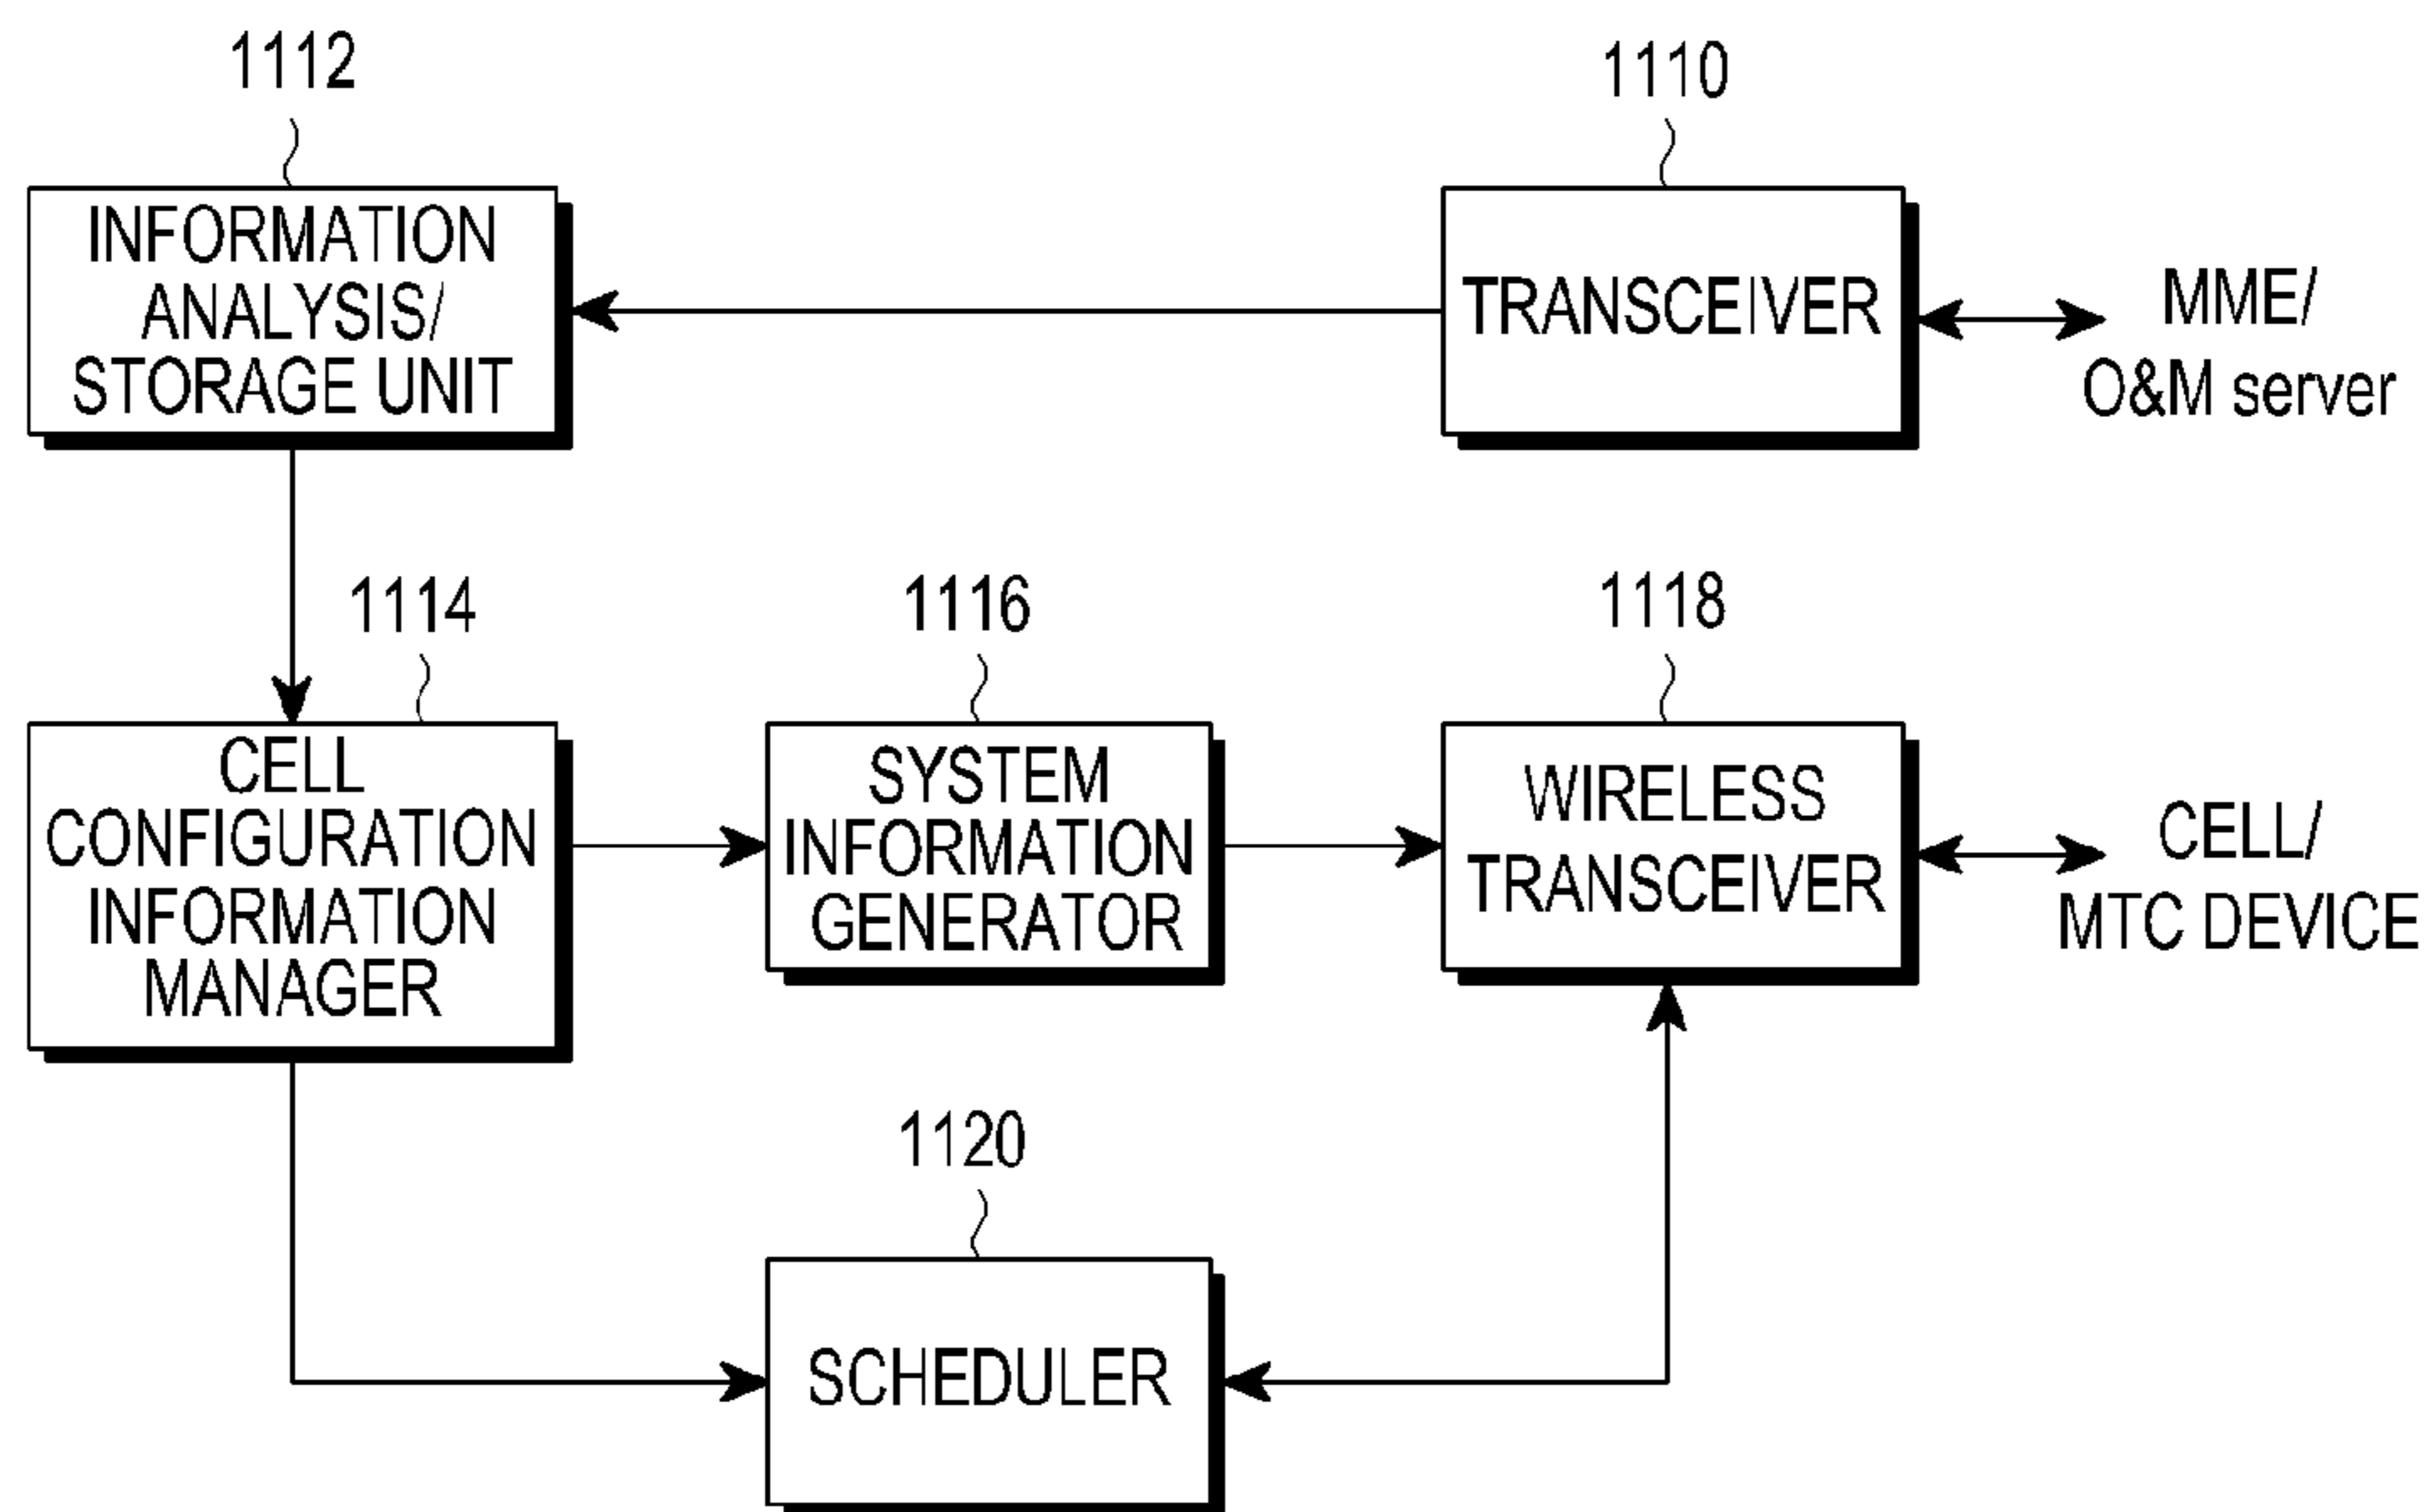 1112
1110
INFORMATION
ANALYSIS/
STORAGE UNIT
TRANSCEIVER
MME/
O&M server
1114
1116
1118
CELL
CONFIGURATION
INFORMATION
MANAGER
SYSTEM
INFORMATION
GENERATOR
WIRELESS
TRANSCEIVER
CELL/
MTC DEVICE
1120
SCHEDULER